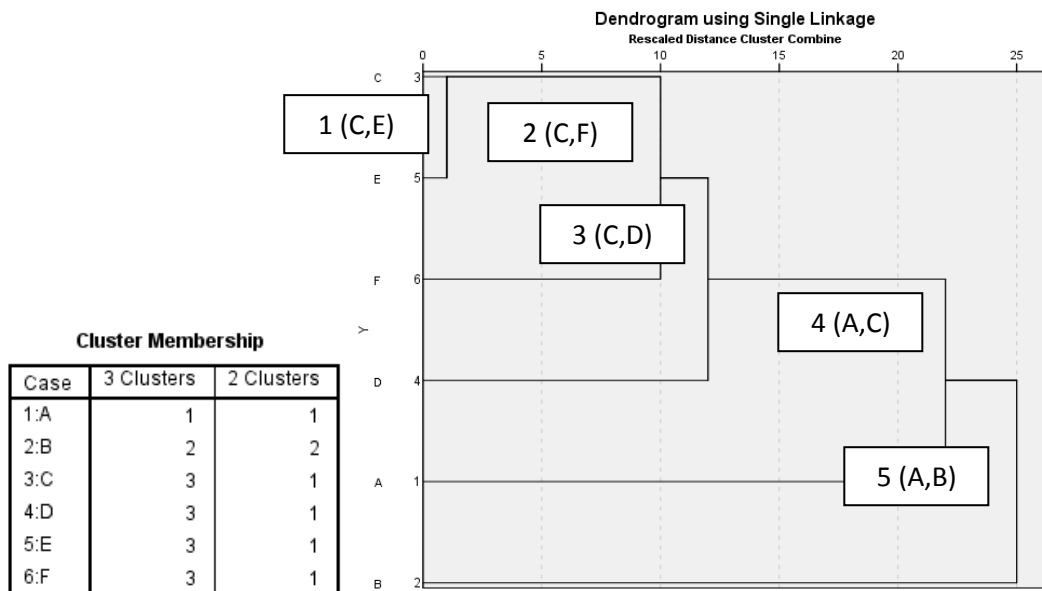 Dendrogram using Single Linkage
Rescaled Distance Cluster Combine
0 5 10 15 20 25
C 3
1 (C,E)
2 (C,F)
E 5
3 (C,D)
F 6
4 (A,C)
Y
D 4
A 1
5 (A,B)
B 2
Cluster Membership
Case 3 Clusters 2 Clusters
1:A 1 1
2:B 2 2
3:C 3 1
4:D 3 1
5:E 3 1
6:F 3 1